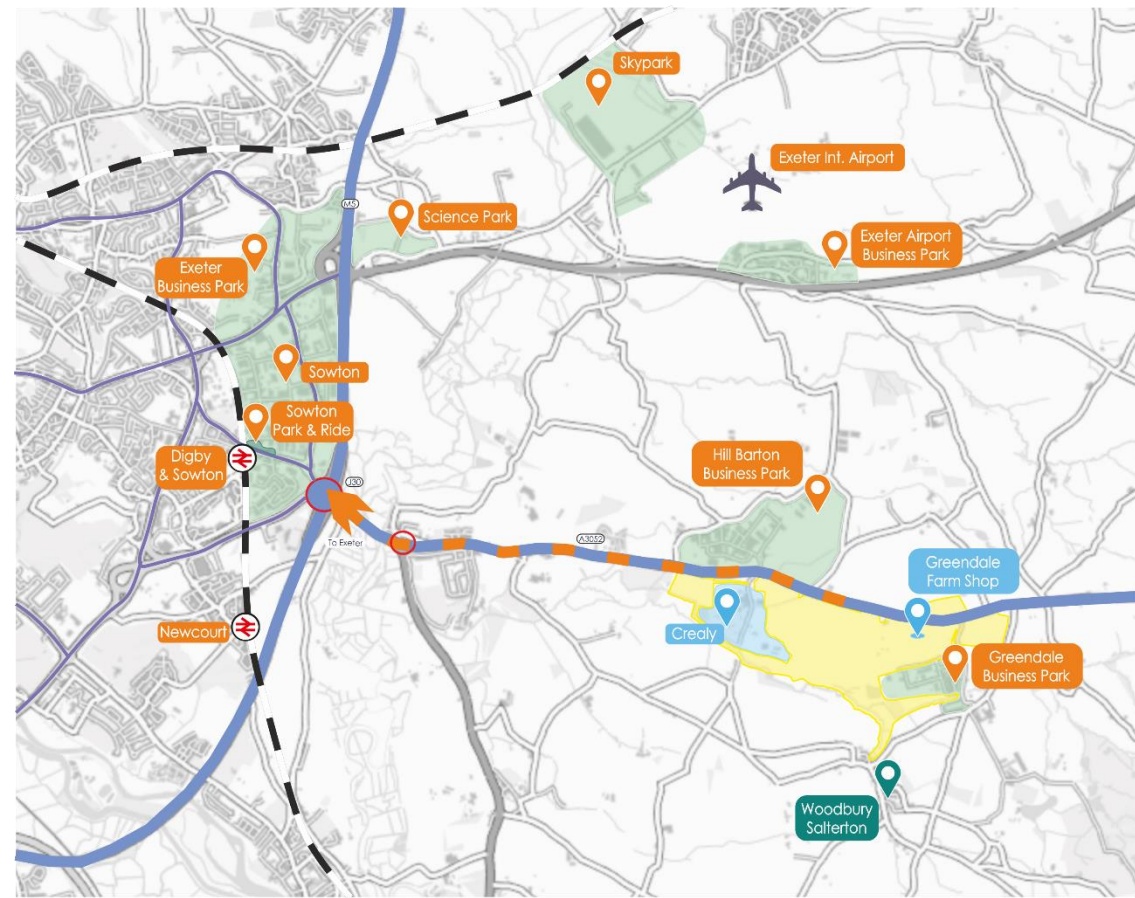 Skypark
Exeter Int. Airport
M5
Science Park
Exeter Airport
Business Park
Exeter
Business Park
Sowton
Sowton
Park & Ride
Digby
& Sowton
Hill Barton
Business Park
J30
To Exeter
A3052
Greendale
Farm Shop
Newcourt
Crealy
Greendale
Business Park
Woodbury
Salterton